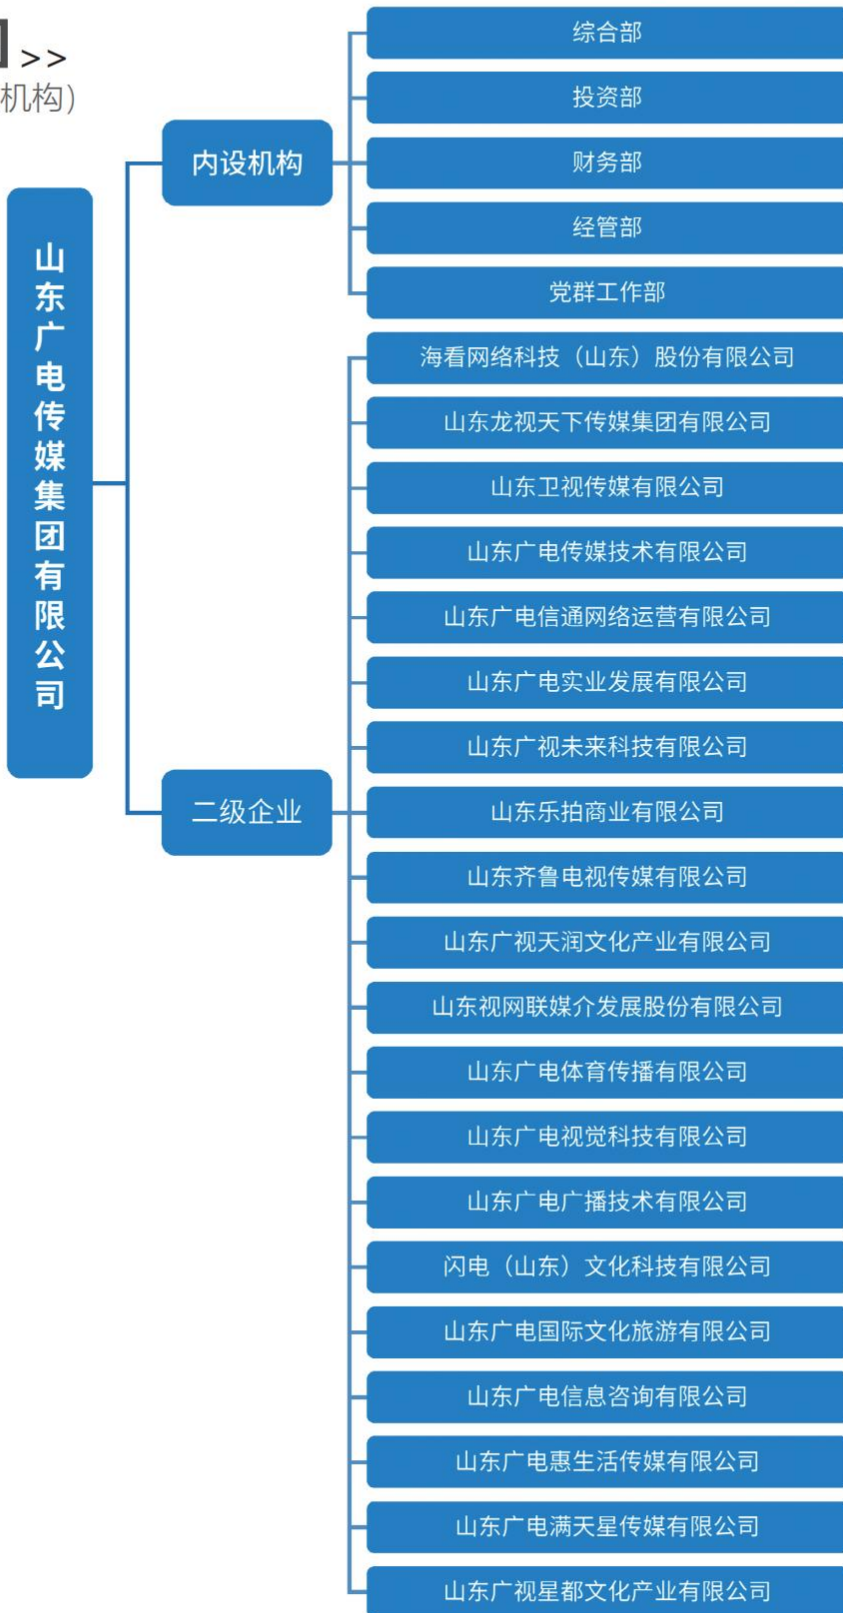 >>
机构）
山东广电传媒集团有限公司
内设机构
综合部
投资部
财务部
经管部
党群工作部
二级企业
海看网络科技（山东）股份有限公司
山东龙视天下传媒集团有限公司
山东卫视传媒有限公司
山东广电传媒技术有限公司
山东广电信通网络运营有限公司
山东广电实业发展有限公司
山东广视未来科技有限公司
山东乐拍商业有限公司
山东齐鲁电视传媒有限公司
山东广视天润文化产业有限公司
山东视网联媒介发展股份有限公司
山东广电体育传播有限公司
山东广电视觉科技有限公司
山东广电广播技术有限公司
闪电（山东）文化科技有限公司
山东广电国际文化旅游有限公司
山东广电信息咨询有限公司
山东广电惠生活传媒有限公司
山东广电满天星传媒有限公司
山东广视星都文化产业有限公司